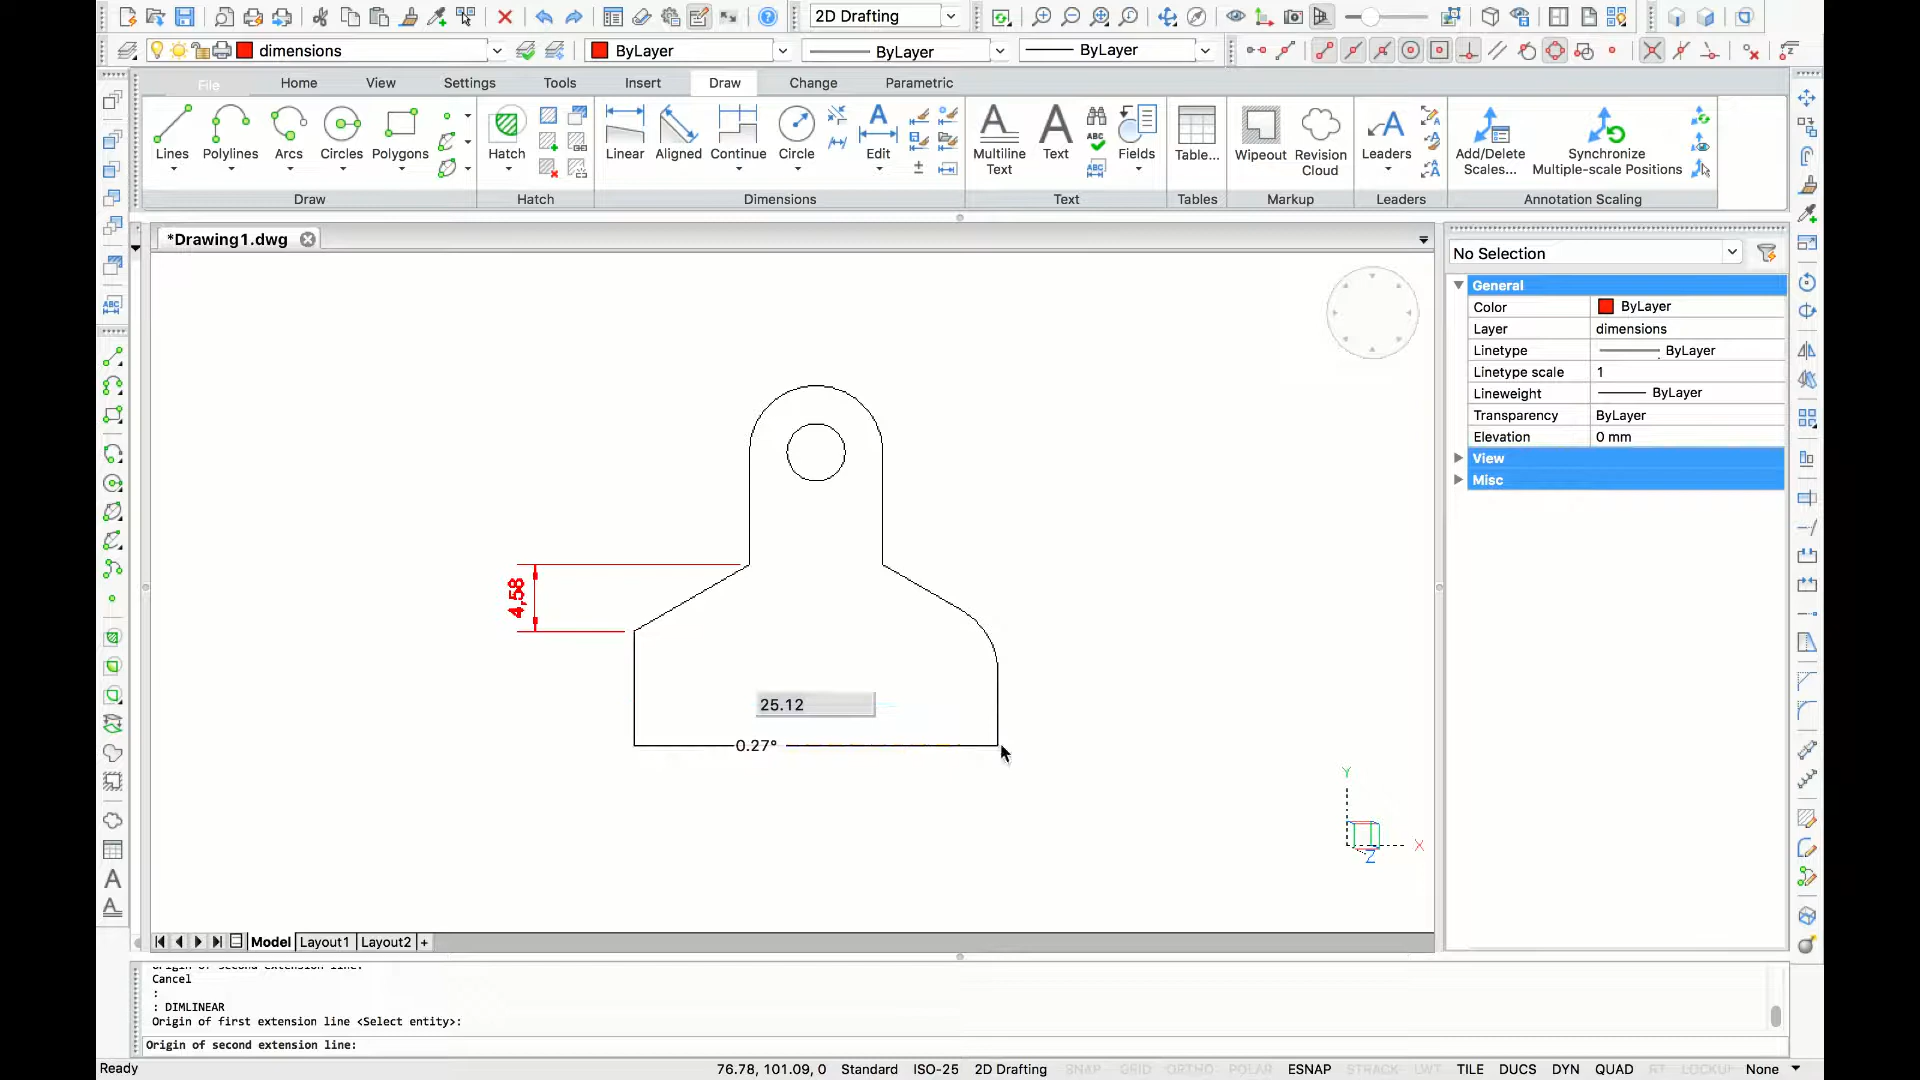 2D Drafting
dimensions
ByLayer
ByLayer
ByLayer
File Home View Settings Tools Insert Draw Change Parametric
Lines Polylines Arcs Circles Polygons Hatch Linear Aligned Continue Circle Edit Multiline Text Text Fields Table... Wipeout Revision Cloud Leaders Add/Delete Scales... Synchronize Multiple-scale Positions
Draw Hatch Dimensions Text Tables Markup Leaders Annotation Scaling
*Drawing1.dwg
No Selection
General
Color ByLayer
Layer dimensions
Linetype ByLayer
Linetype scale 1
Lineweight ByLayer
Transparency ByLayer
Elevation 0 mm
View
Misc
4,58
25.12
0.27°
Y
X
Z
Model Layout1 Layout2 +
Origin of second extension line:
Cancel
:
: DIMLINEAR
Origin of first extension line <Select entity>:
Origin of second extension line:
Ready 76.78, 101.09, 0 Standard ISO-25 2D Drafting SNAP GRID ORTHO POLAR ESNAP STRACK LWT TILE DUCS DYN QUAD RT LOCKUI None